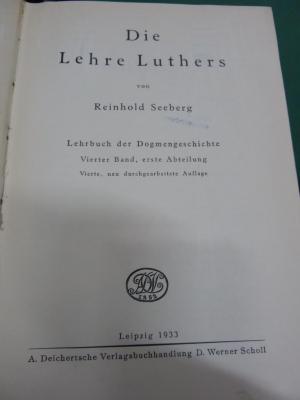 Die
Lehre Luthers
von
Reinhold Seeberg
Lehrbuch der Dogmengeschichte
Vierter Band, erste Abteilung
Vierte, neu durchgearbeitete Auflage
Leipzig 1933
A. Deichertsche Verlagsbuchhandlung D. Werner Scholl